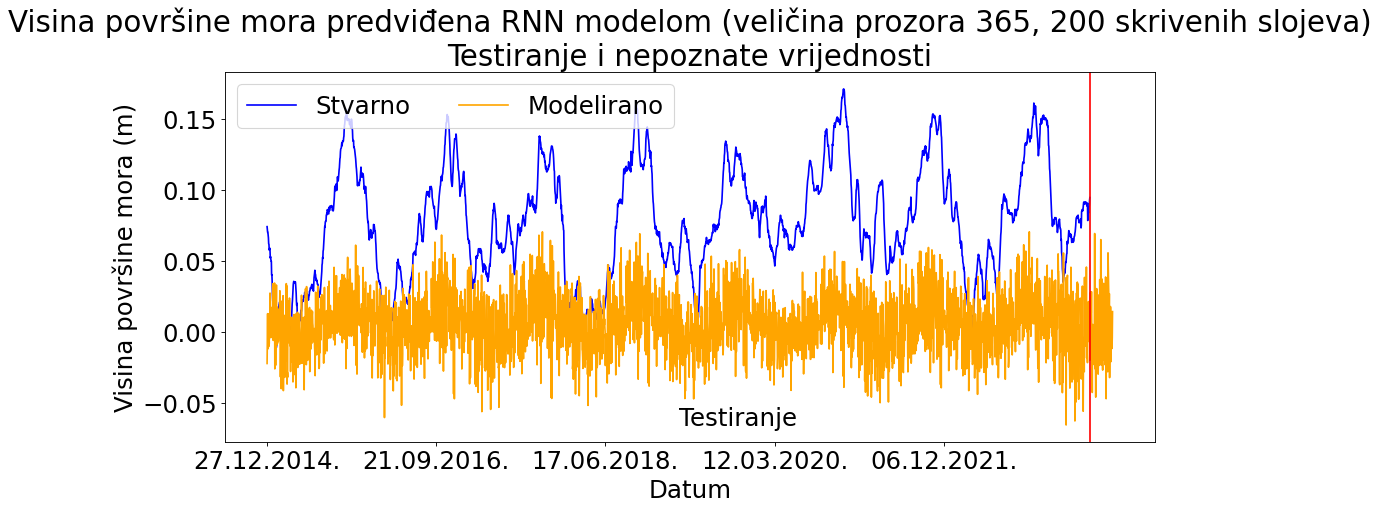 Visina površine mora predviđena RNN modelom (veličina prozora 365, 200 skrivenih slojeva)
Testiranje i nepoznate vrijednosti
Stvarno
Modelirano
Visina površine mora (m)
0.15
0.10
0.05
0.00
−0.05
Testiranje
27.12.2014.
21.09.2016.
17.06.2018.
12.03.2020.
06.12.2021.
Datum